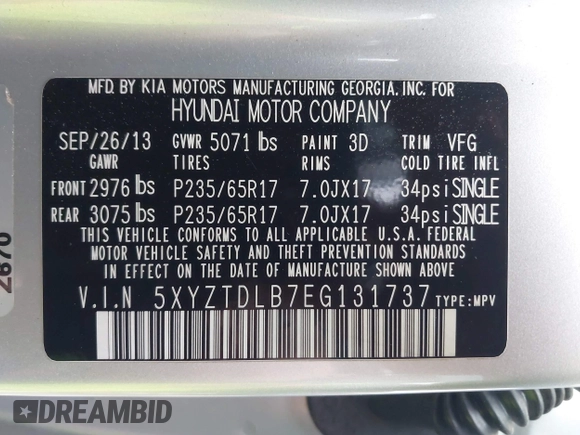 MFD. BY KIA MOTORS MANUFACTURING GEORGIA.INC. FOR
HYUNDAI MOTOR COMPANY
SEP/26/13 GVWR 5071 lbs PAINT 3D TRIM VFG
GAWR TIRES RIMS COLD TIRE INFL
FRONT 2976 lbs P235/65R17 7.0JX17 34psi SINGLE
REAR 3075 lbs P235/65R17 7.0JX17 34psi SINGLE
THIS VEHICLE CONFORMS TO ALL APPLICABLE U.S.A. FEDERAL
MOTOR VEHICLE SAFETY AND THEFT PREVENTION STANDARDS
IN EFFECT ON THE DATE OF MANUFACTURE SHOWN ABOVE.
V.I.N 5XYZTDLB7EG131737 TYPE:MPV
2670
DREAMBID